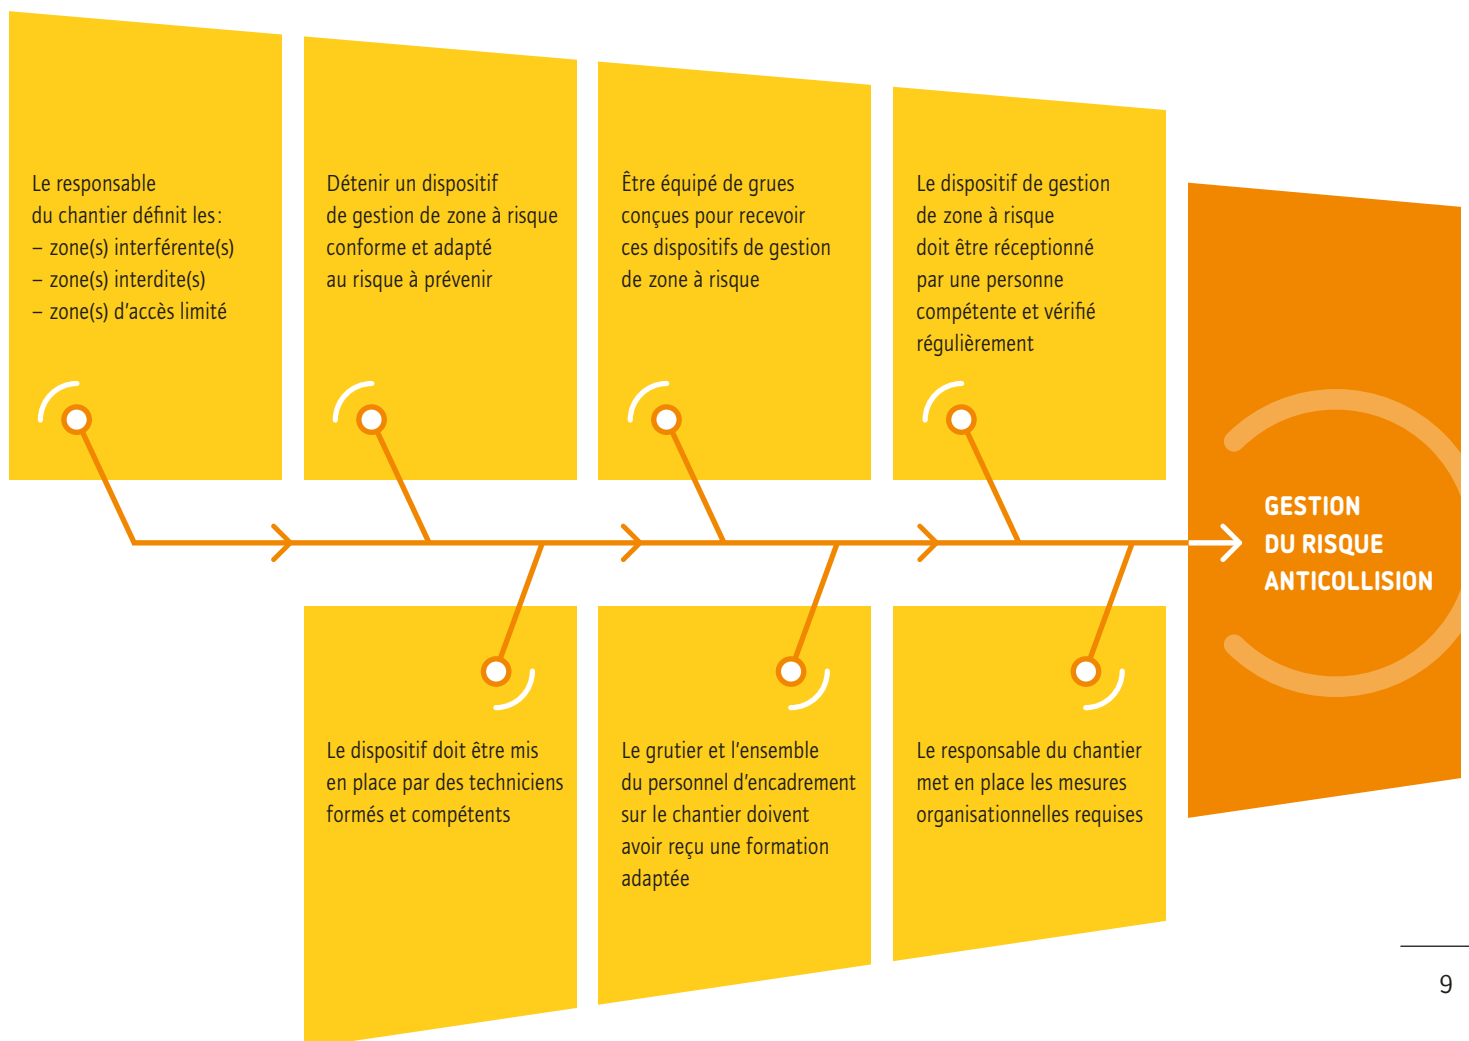 Le responsable
du chantier définit les :
– zone(s) interférente(s)
– zone(s) interdite(s)
– zone(s) d'accès limité
Détenir un dispositif
de gestion de zone à risque
conforme et adapté
au risque à prévenir
Être équipé de grues
conçues pour recevoir
ces dispositifs de gestion
de zone à risque
Le dispositif de gestion
de zone à risque
doit être réceptionné
par une personne
compétente et vérifié
régulièrement
GESTION
DU RISQUE
ANTICOLLISION
Le dispositif doit être mis
en place par des techniciens
formés et compétents
Le grutier et l'ensemble
du personnel d'encadrement
sur le chantier doivent
avoir reçu une formation
adaptée
Le responsable du chantier
met en place les mesures
organisationnelles requises
9